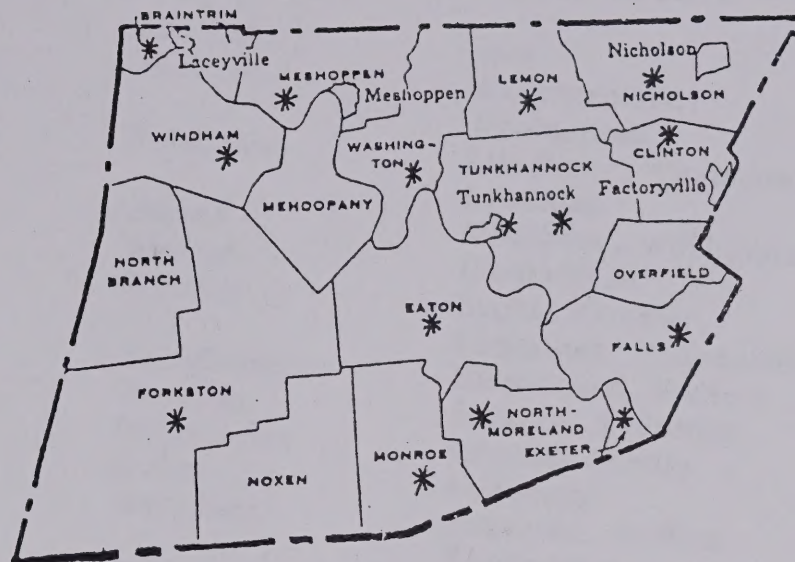 BRAINTRIM
Laceyville
MESHOPPEN
Meshoppen
LEMON
Nicholson
NICHOLSON
WINDHAM
WASHING-
TON
TUNKHANNOCK
Tunkhannock
CLINTON
Factoryville
MEHOOPANY
NORTH
BRANCH
OVERFIELD
EATON
FALLS
FORKSTON
NORTH-
MORELAND
EXETER
NOXEN
MONROE